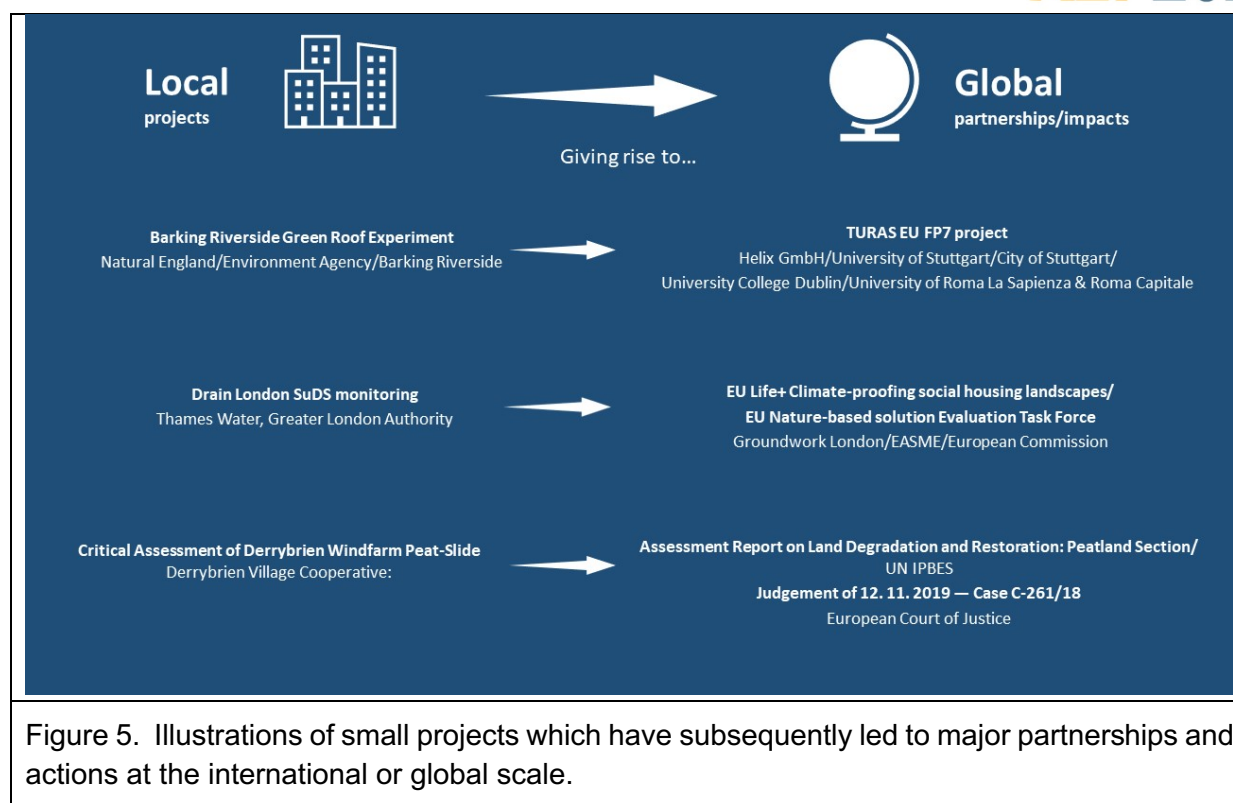 Local
projects
Global
partnerships/impacts
Giving rise to...
Barking Riverside Green Roof Experiment
Natural England/Environment Agency/Barking Riverside
TURAS EU FP7 project
Helix GmbH/University of Stuttgart/City of Stuttgart/
University College Dublin/University of Roma La Sapienza & Roma Capitale
Drain London SuDS monitoring
Thames Water, Greater London Authority
EU Life+ Climate-proofing social housing landscapes/
EU Nature-based solution Evaluation Task Force
Groundwork London/EASME/European Commission
Critical Assessment of Derrybrien Windfarm Peat-Slide
Derrybrien Village Cooperative:
Assessment Report on Land Degradation and Restoration: Peatland Section/
UN IPBES
Judgement of 12. 11. 2019 — Case C-261/18
European Court of Justice
Figure 5. Illustrations of small projects which have subsequently led to major partnerships and
actions at the international or global scale.